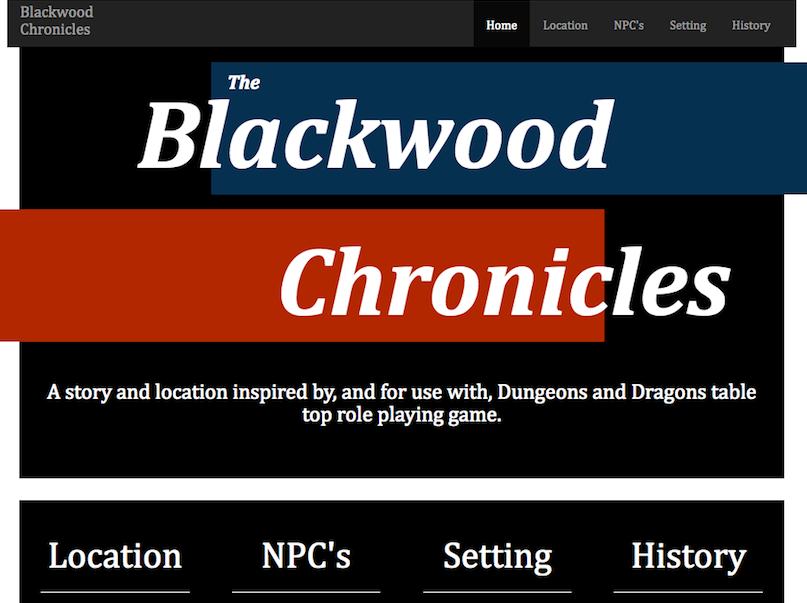 Blackwood
Chronicles
Home Location NPC's Setting History
The
Blackwood
Chronicles
A story and location inspired by, and for use with, Dungeons and Dragons table
top role playing game.
Location NPC's Setting History